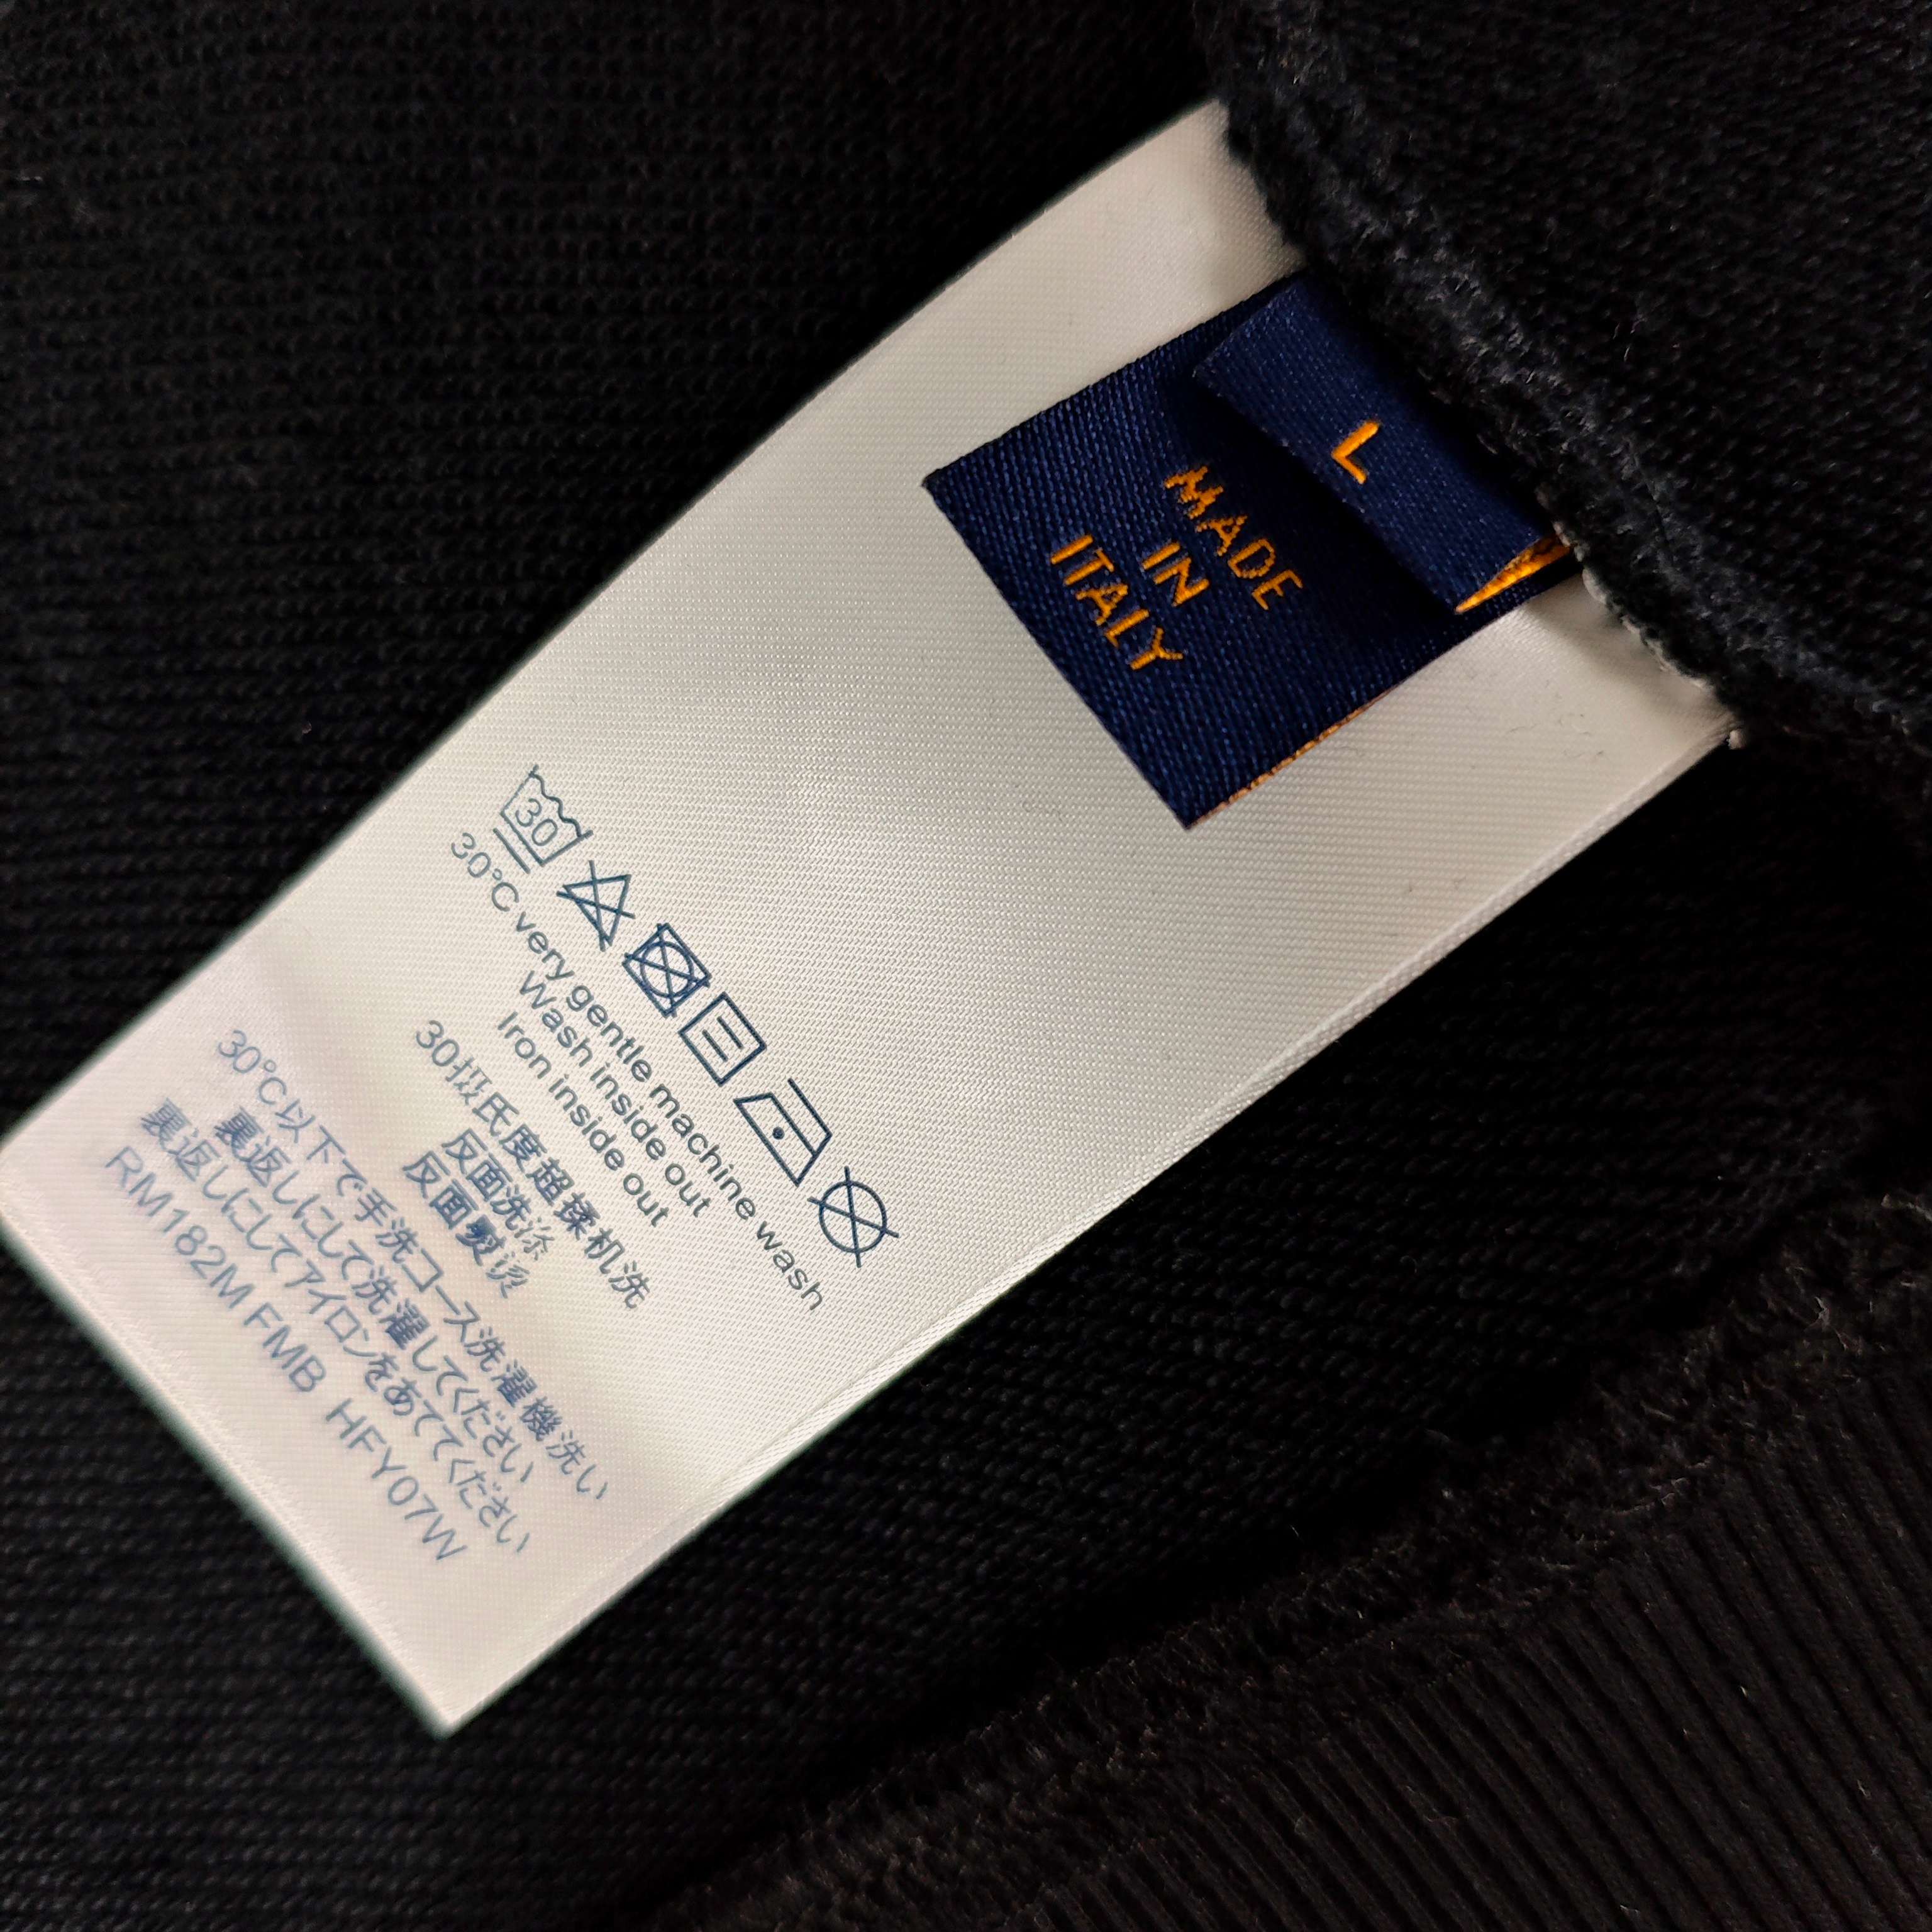 L
MADE
IN
ITALY
30
30°C very gentle machine wash
Wash inside out
Iron inside out
30摄氏度超揉机洗
反面洗涤
反面熨烫
30°C以下で手洗コース洗濯機洗い
裏返しにして洗濯してください
裏返しにしてアイロンをあててください
RM182M FMB HFY07W